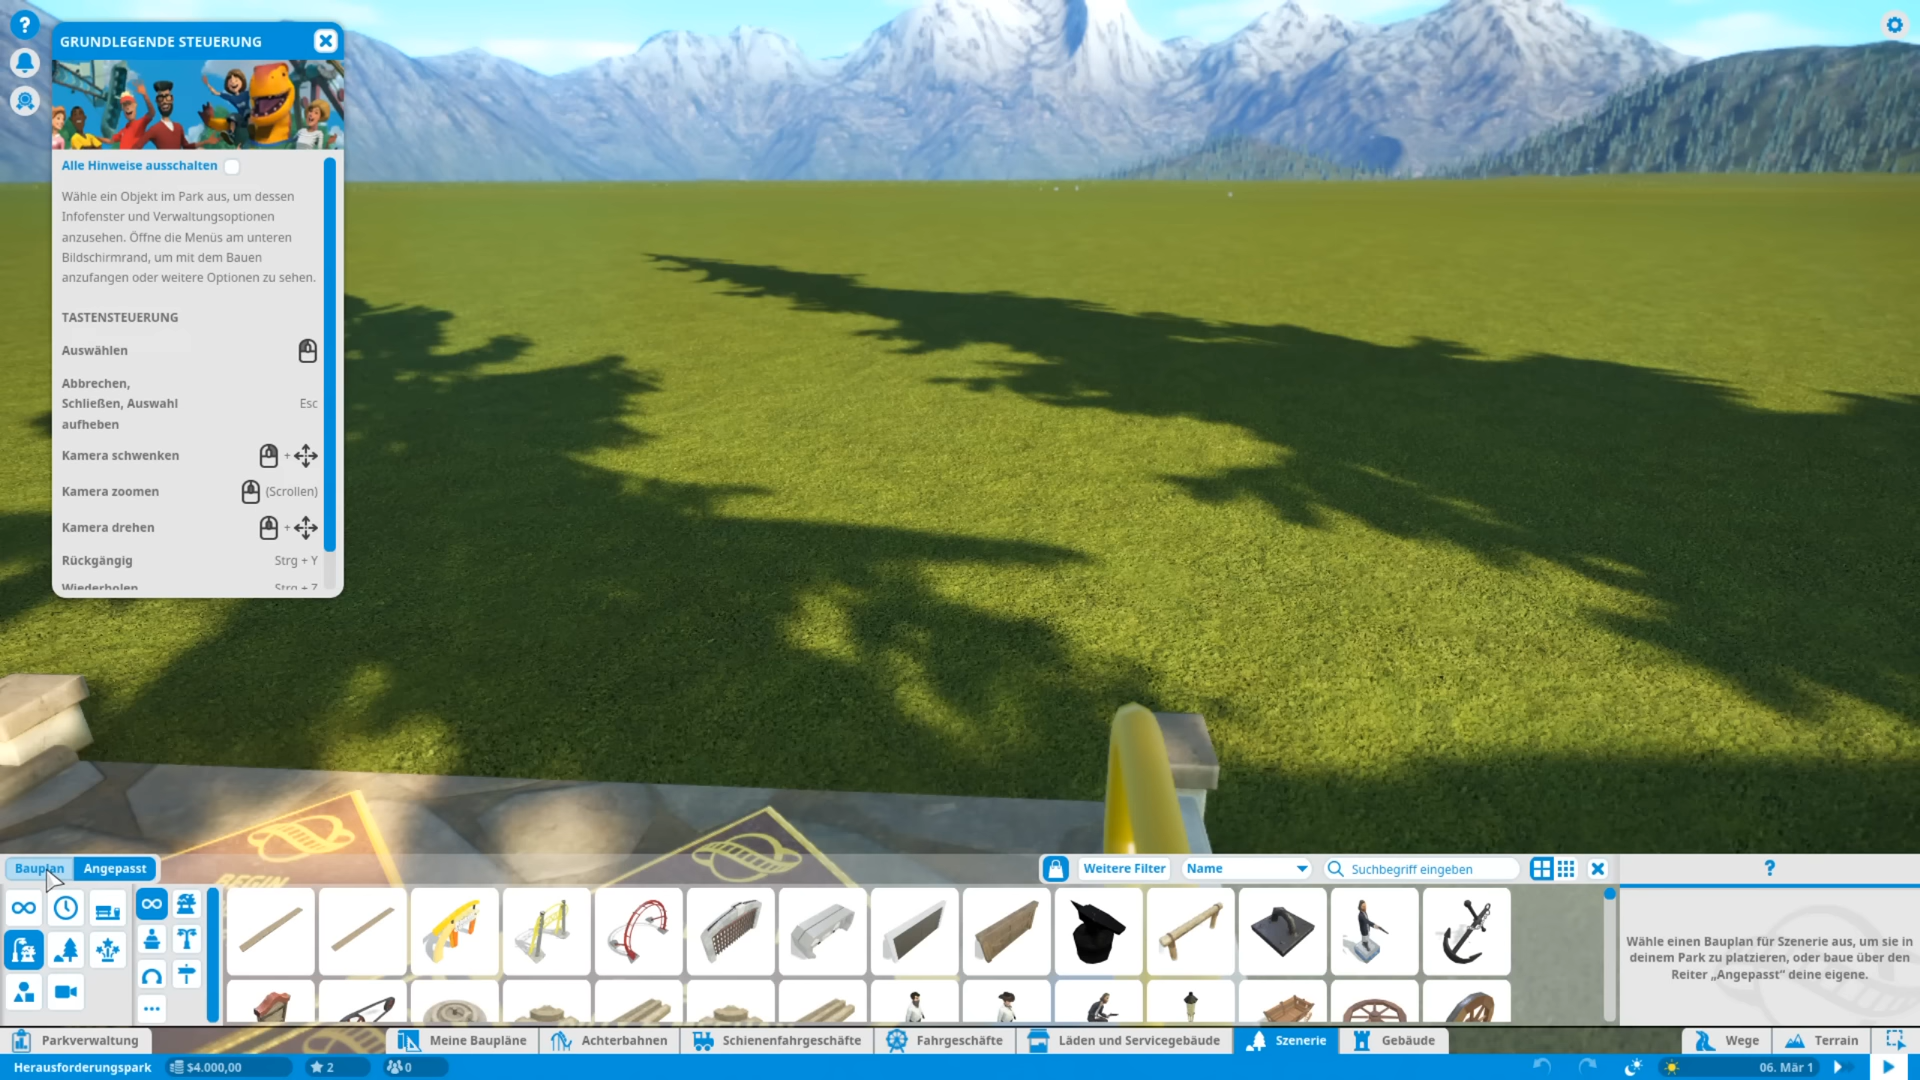 GRUNDLEGENDE STEUERUNG
Alle Hinweise ausschalten
Wähle ein Objekt im Park aus, um dessen
Infofenster und Verwaltungsoptionen
anzusehen. Öffne die Menüs am unteren
Bildschirmrand, um mit dem Bauen
anzufangen oder weitere Optionen zu sehen.
TASTENSTEUERUNG
Auswählen
Abbrechen,
Schließen, Auswahl
aufheben
Esc
Kamera schwenken +
Kamera zoomen (Scrollen)
Kamera drehen +
Rückgängig Strg + Y
Wiederholen Strg + Z
BEGIN
Bauplan Angepasst
Weitere Filter Name Suchbegriff eingeben
?
Wähle einen Bauplan für Szenerie aus, um sie in
deinem Park zu platzieren, oder baue über den
Reiter „Angepasst“ deine eigene.
Parkverwaltung Meine Baupläne Achterbahnen Schienenfahrgeschäfte Fahrgeschäfte Läden und Servicegebäude Szenerie Gebäude Wege Terrain
Herausforderungspark $4.000,00 2 0 06. Mär 1